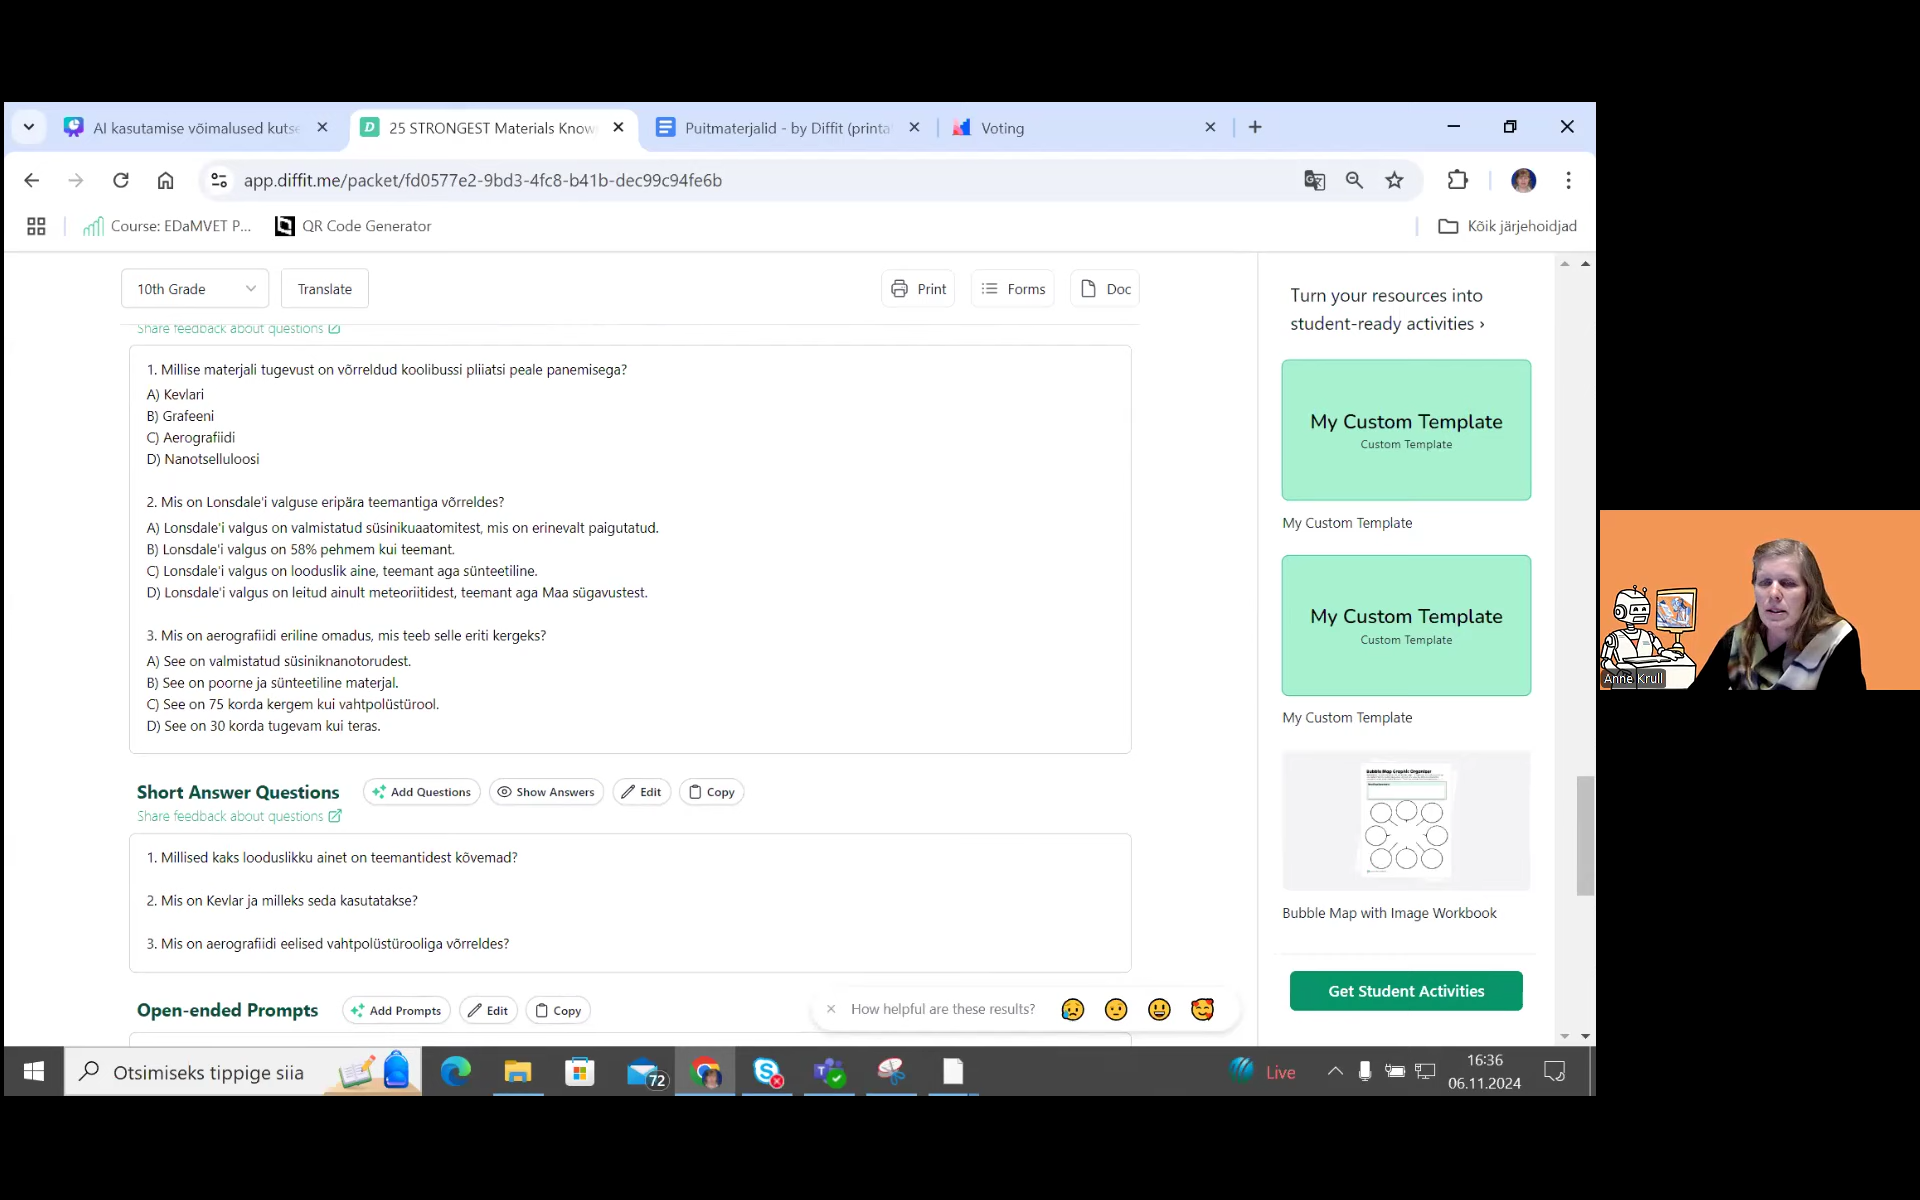 AI kasutamise võimalused kutse
25 STRONGEST Materials Know
Puitmaterjalid - by Diffit (printa
Voting
app.diffit.me/packet/fd0577e2-9bd3-4fc8-b41b-dec99c94fe6b
Course: EDaMVET P...
QR Code Generator
Kõik järjehoidjad
10th Grade
Translate
Print
Forms
Doc
Share feedback about questions
1. Millise materjali tugevust on võrreldud koolibussi pliiatsi peale panemisega?
A) Kevlari
B) Grafeeni
C) Aerografiidi
D) Nanotselluloosi
2. Mis on Lonsdale'i valguse eripära teemantiga võrreldes?
A) Lonsdale'i valgus on valmistatud süsinikuaatomitest, mis on erinevalt paigutatud.
B) Lonsdale'i valgus on 58% pehmem kui teemant.
C) Lonsdale'i valgus on looduslik aine, teemant aga sünteetiline.
D) Lonsdale'i valgus on leitud ainult meteoriitidest, teemant aga Maa sügavustest.
3. Mis on aerografiidi eriline omadus, mis teeb selle eriti kergeks?
A) See on valmistatud süsiniknanotorudest.
B) See on poorne ja sünteetiline materjal.
C) See on 75 korda kergem kui vahtpolüstürool.
D) See on 30 korda tugevam kui teras.
Short Answer Questions
Add Questions
Show Answers
Edit
Copy
Share feedback about questions
1. Millised kaks looduslikku ainet on teemantidest kõvemad?
2. Mis on Kevlar ja milleks seda kasutatakse?
3. Mis on aerografiidi eelised vahtpolüstürooliga võrreldes?
Open-ended Prompts
Add Prompts
Edit
Copy
How helpful are these results?
Turn your resources into
student-ready activities ›
My Custom Template
Custom Template
My Custom Template
My Custom Template
Custom Template
My Custom Template
Bubble Map Graphic Organizer
Bubble Map with Image Workbook
Get Student Activities
Anne Krull
Otsimiseks tippige siia
72
Live
16:36
06.11.2024